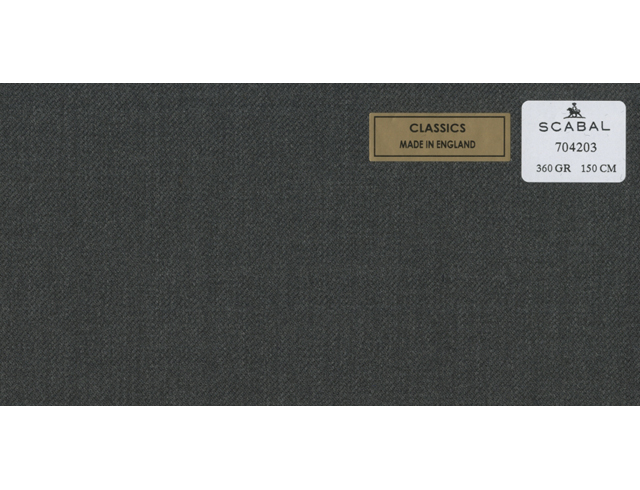 CLASSICS
MADE IN ENGLAND
SCABAL
704203
360 GR 150 CM